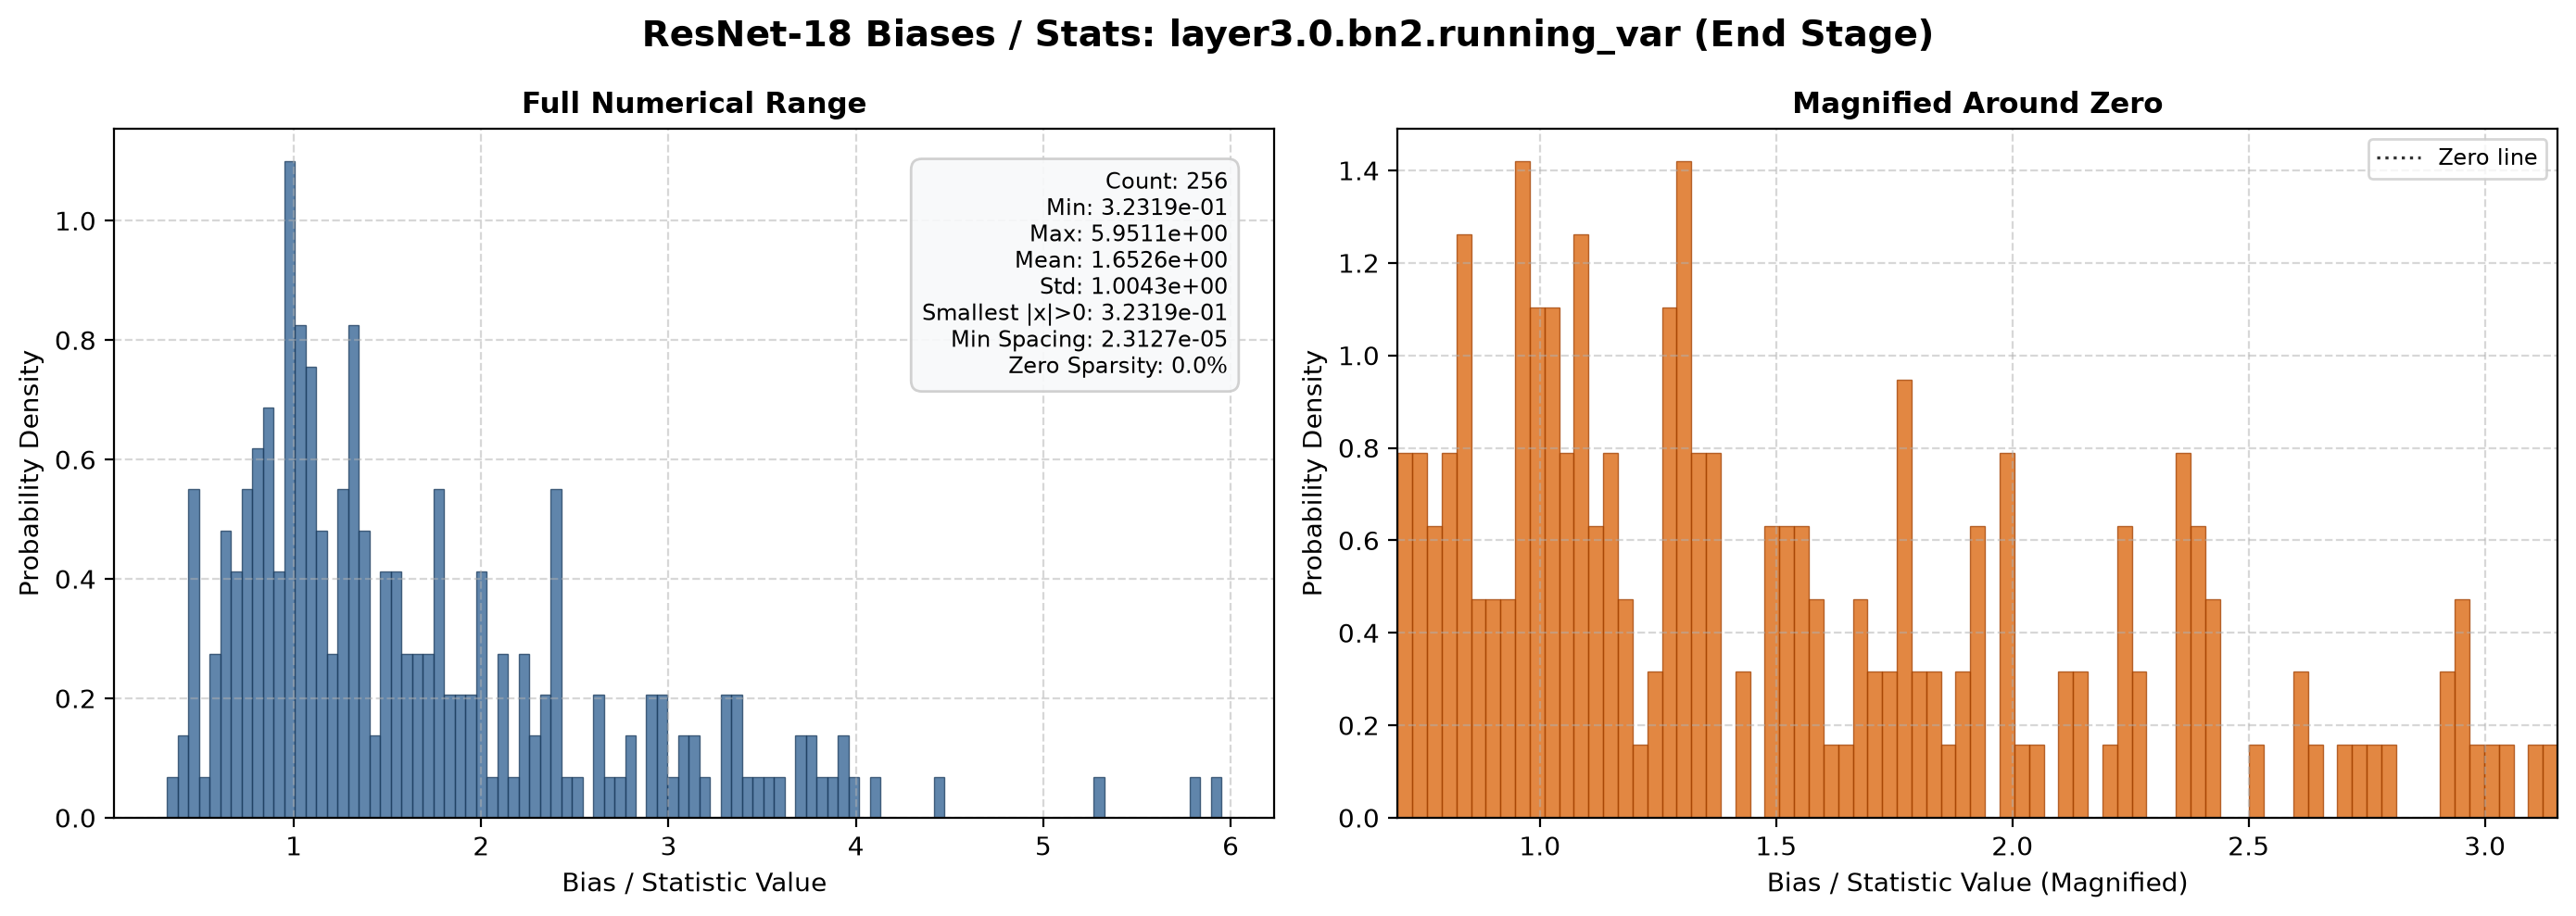 ResNet-18 Biases / Stats: layer3.0.bn2.running_var (End Stage)
Full Numerical Range
Probability Density
1.0
0.8
0.6
0.4
0.2
0.0
Count: 256
Min: 3.2319e-01
Max: 5.9511e+00
Mean: 1.6526e+00
Std: 1.0043e+00
Smallest |x|>0: 3.2319e-01
Min Spacing: 2.3127e-05
Zero Sparsity: 0.0%
1 2 3 4 5 6
Bias / Statistic Value
Magnified Around Zero
Probability Density
1.4
1.2
1.0
0.8
0.6
0.4
0.2
0.0
Zero line
1.0 1.5 2.0 2.5 3.0
Bias / Statistic Value (Magnified)